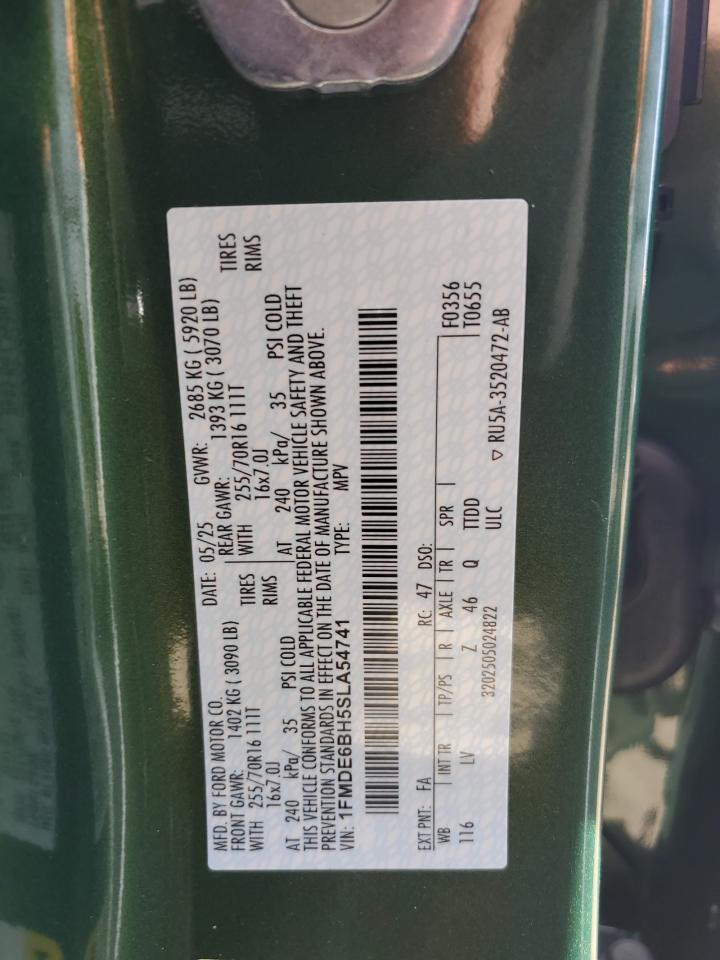 MFD. BY FORD MOTOR CO.
DATE: 05/25 GVWR: 2685 KG ( 5920 LB)
FRONT GAWR: 1402 KG ( 3090 LB) REAR GAWR: 1393 KG ( 3070 LB)
WITH 255/70R16 111T TIRES WITH 255/70R16 111T TIRES
16x7.0J RIMS 16x7.0J RIMS
AT 240 kPa/ 35 PSI COLD AT 240 kPa/ 35 PSI COLD
THIS VEHICLE CONFORMS TO ALL APPLICABLE FEDERAL MOTOR VEHICLE SAFETY AND THEFT
PREVENTION STANDARDS IN EFFECT ON THE DATE OF MANUFACTURE SHOWN ABOVE.
VIN: 1FMDE6BH5SLA54741 TYPE: MPV
EXT PNT: FA RC: 47 DSO: F0356
WB INT TR TP/PS R AXLE TR SPR T0655
116 LV Z 46 Q TTDD
ULC
3202505024822 ▽ RU5A-3520472-AB